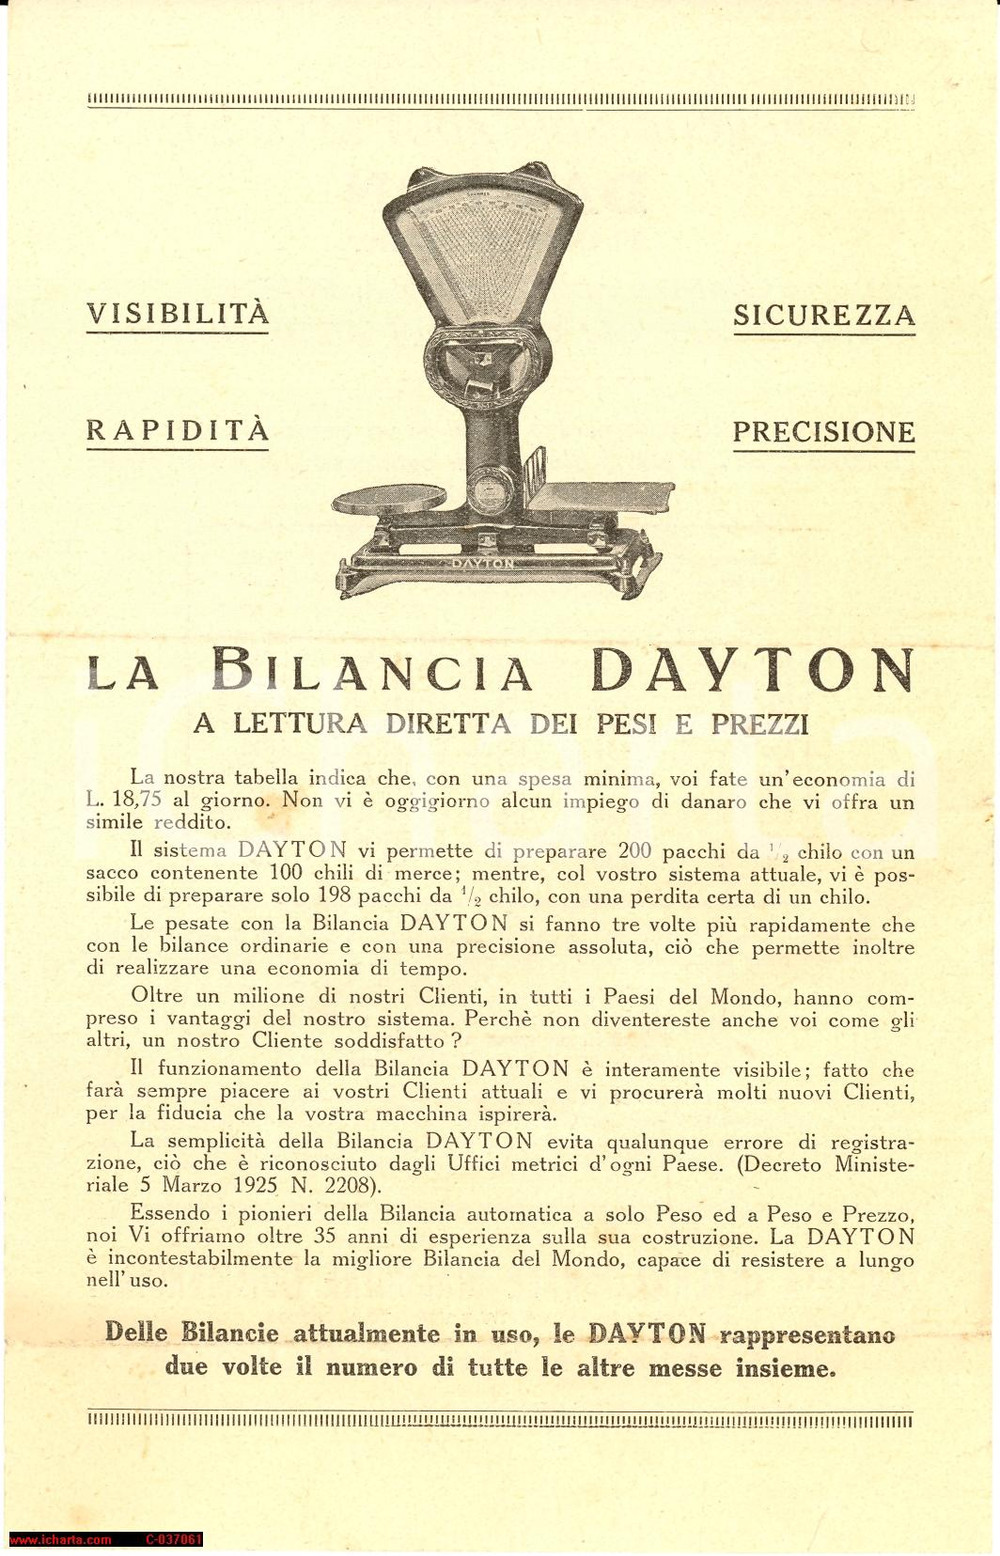 VISIBILITÀ
SICUREZZA
RAPIDITÀ
PRECISIONE
DAYTON
LA BILANCIA DAYTON
A LETTURA DIRETTA DEI PESI E PREZZI
La nostra tabella indica che, con una spesa minima, voi fate un'economia di
L. 18,75 al giorno. Non vi è oggigiorno alcun impiego di danaro che vi offra un
simile reddito.
Il sistema DAYTON vi permette di preparare 200 pacchi da 1/2 chilo con un
sacco contenente 100 chili di merce; mentre, col vostro sistema attuale, vi è pos-
sibile di preparare solo 198 pacchi da 1/2 chilo, con una perdita certa di un chilo.
Le pesate con la Bilancia DAYTON si fanno tre volte più rapidamente che
con le bilance ordinarie e con una precisione assoluta, ciò che permette inoltre
di realizzare una economia di tempo.
Oltre un milione di nostri Clienti, in tutti i Paesi del Mondo, hanno com-
preso i vantaggi del nostro sistema. Perchè non diventereste anche voi come gli
altri, un nostro Cliente soddisfatto ?
Il funzionamento della Bilancia DAYTON è interamente visibile; fatto che
farà sempre piacere ai vostri Clienti attuali e vi procurerà molti nuovi Clienti,
per la fiducia che la vostra macchina ispirerà.
La semplicità della Bilancia DAYTON evita qualunque errore di registra-
zione, ciò che è riconosciuto dagli Uffici metrici d'ogni Paese. (Decreto Ministe-
riale 5 Marzo 1925 N. 2208).
Essendo i pionieri della Bilancia automatica a solo Peso ed a Peso e Prezzo,
noi Vi offriamo oltre 35 anni di esperienza sulla sua costruzione. La DAYTON
è incontestabilmente la migliore Bilancia del Mondo, capace di resistere a lungo
nell'uso.
Delle Bilancie attualmente in uso, le DAYTON rappresentano
due volte il numero di tutte le altre messe insieme.
www.icharta.com C-037061